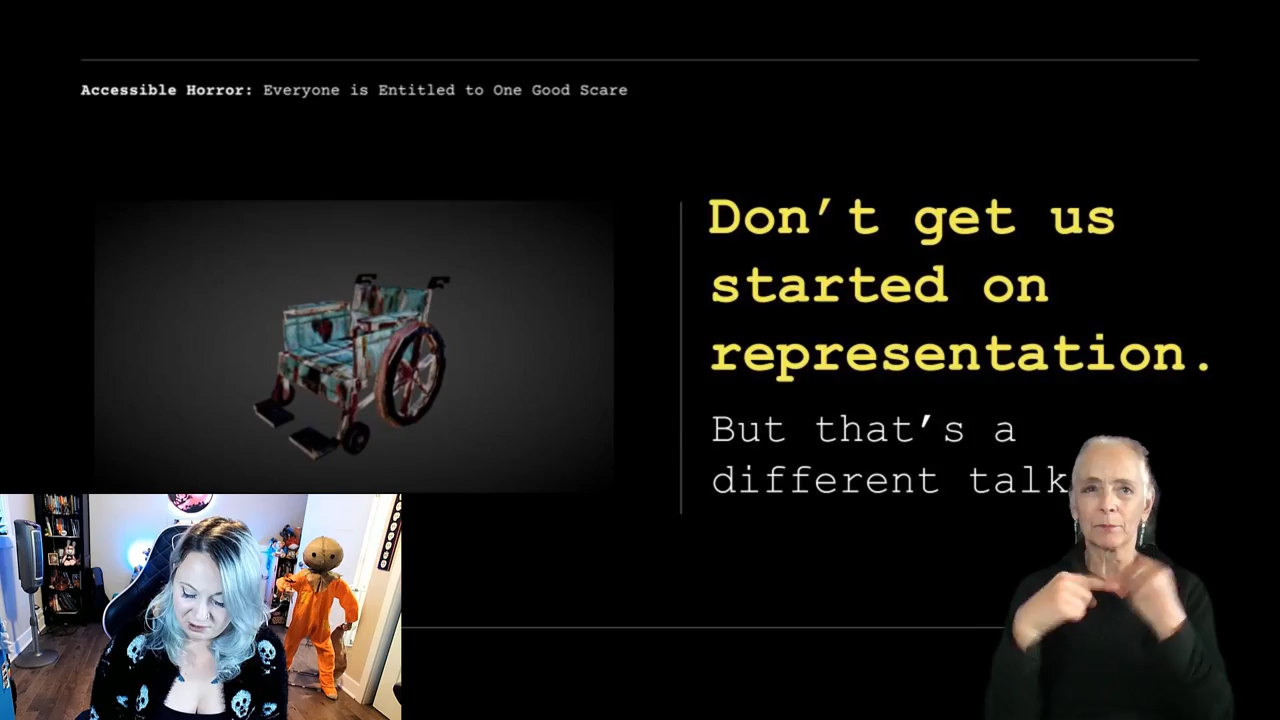 Accessible Horror: Everyone is Entitled to One Good Scare
Don't get us
started on
representation.
But that's a
different talk